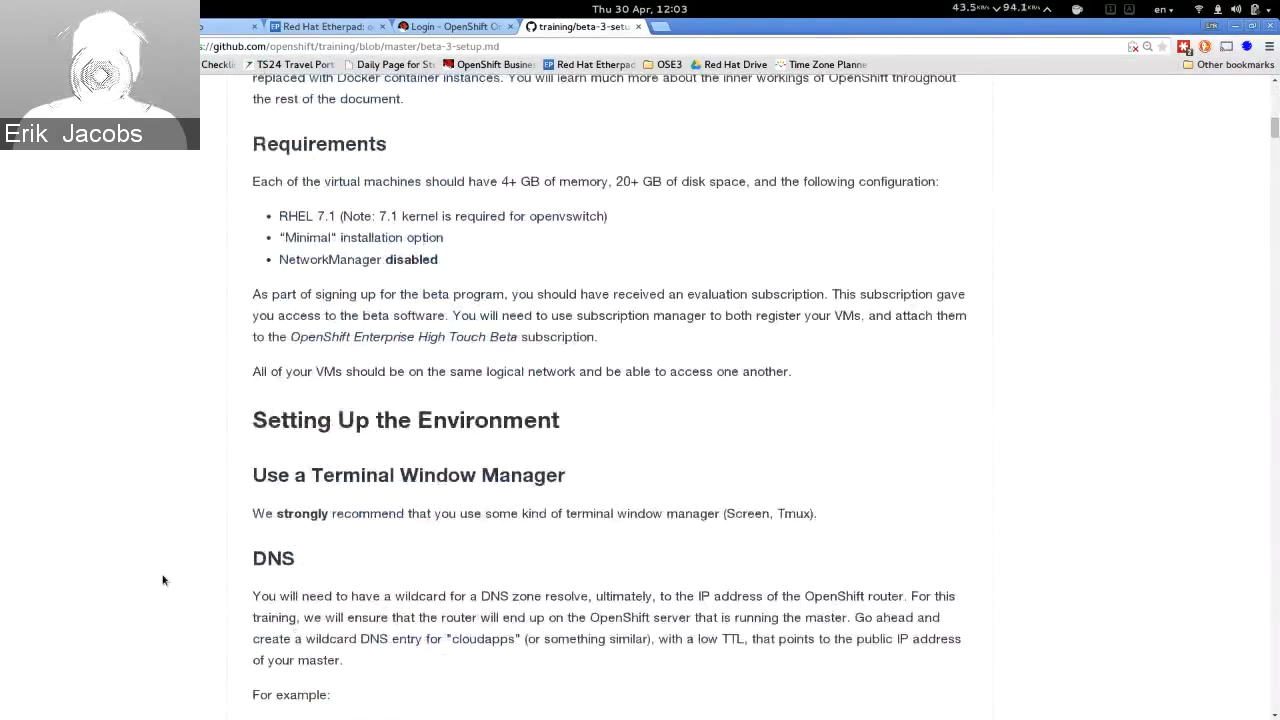 Thu 30 Apr, 12:03
43.5K/s 94.1K/s
en
Red Hat Etherpad: o
Login - OpenShift On
training/beta-3-setu
Erik
s://github.com/openshift/training/blob/master/beta-3-setup.md
Checklis
TS24 Travel Port
Daily Page for St
OpenShift Busines
Red Hat Etherpad
OSE3
Red Hat Drive
Time Zone Planne
Other bookmarks
replaced with Docker container instances. You will learn much more about the inner workings of OpenShift throughout
the rest of the document.
Erik Jacobs
Requirements
Each of the virtual machines should have 4+ GB of memory, 20+ GB of disk space, and the following configuration:
• RHEL 7.1 (Note: 7.1 kernel is required for openvswitch)
• "Minimal" installation option
• NetworkManager disabled
As part of signing up for the beta program, you should have received an evaluation subscription. This subscription gave
you access to the beta software. You will need to use subscription manager to both register your VMs, and attach them
to the OpenShift Enterprise High Touch Beta subscription.
All of your VMs should be on the same logical network and be able to access one another.
Setting Up the Environment
Use a Terminal Window Manager
We strongly recommend that you use some kind of terminal window manager (Screen, Tmux).
DNS
You will need to have a wildcard for a DNS zone resolve, ultimately, to the IP address of the OpenShift router. For this
training, we will ensure that the router will end up on the OpenShift server that is running the master. Go ahead and
create a wildcard DNS entry for "cloudapps" (or something similar), with a low TTL, that points to the public IP address
of your master.
For example: